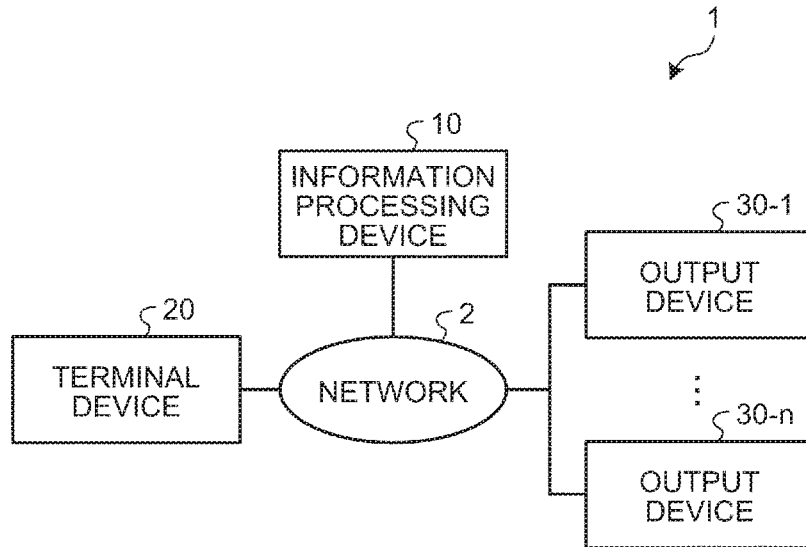 1
10
INFORMATION
PROCESSING
DEVICE
30-1
OUTPUT
DEVICE
20
TERMINAL
DEVICE
2
NETWORK
30-n
OUTPUT
DEVICE